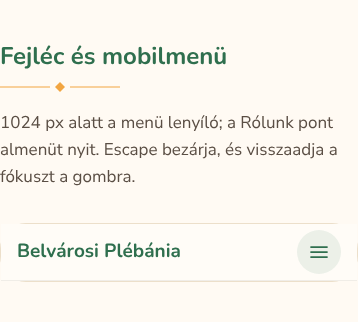 Fejléc és mobilmenü
1024 px alatt a menü lenyíló; a Rólunk pont
almenüt nyit. Escape bezárja, és visszaadja a
fókuszt a gombra.
Belvárosi Plébánia